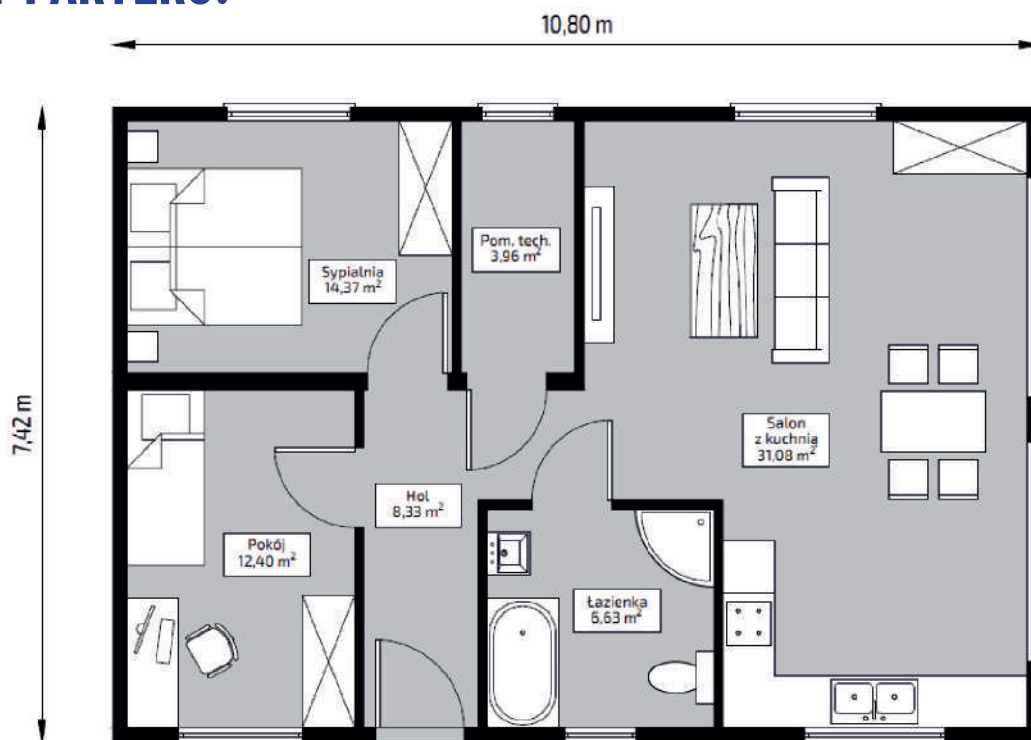 PARTERU:
10,80 m
7,42 m
Sypialnia
14,37 m²
Pom. tech.
3,96 m²
Salon
z kuchnią
31,08 m²
Hol
8,33 m²
Pokój
12,40 m²
Łazienka
6,63 m²